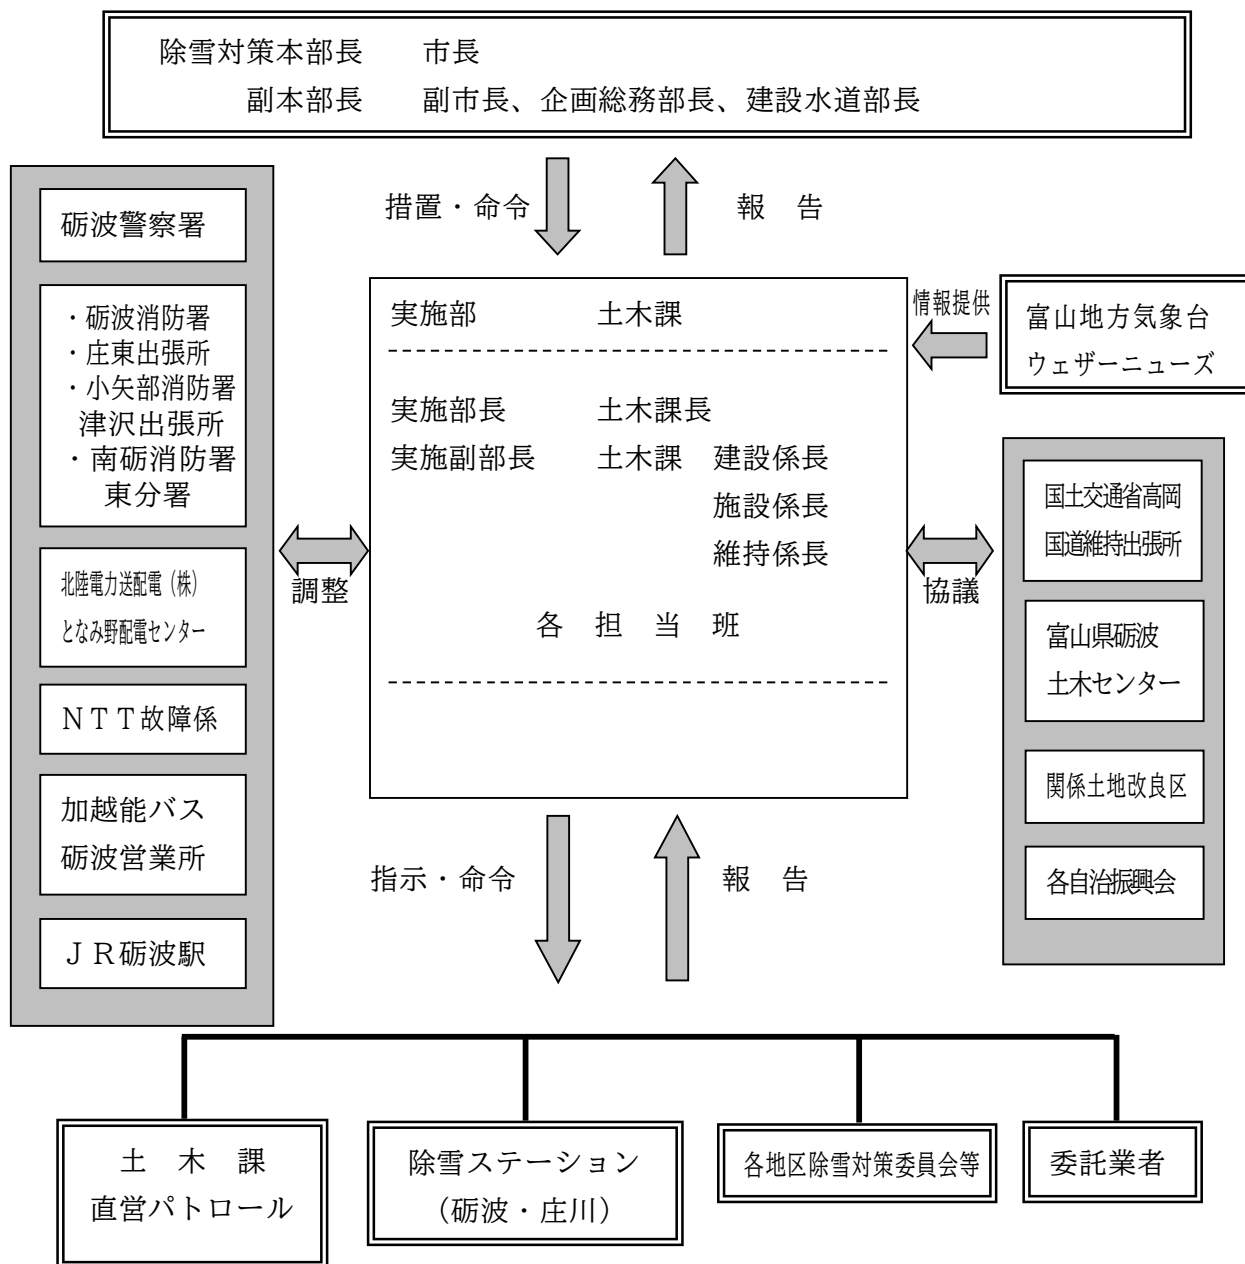 除雪対策本部長　　市長
副本部長　　副市長、企画総務部長、建設水道部長
措置・命令
報　告
砺波警察署
・砺波消防署
・庄東出張所
・小矢部消防署
津沢出張所
・南砺消防署
東分署
北陸電力送配電（株）
となみ野配電センター
ＮＴＴ故障係
加越能バス
砺波営業所
ＪＲ砺波駅
調整
実施部　　　　土木課
実施部長　　　土木課長
実施副部長　　土木課　建設係長
施設係長
維持係長
各　担　当　班
情報提供
富山地方気象台
ウェザーニューズ
協議
国土交通省高岡
国道維持出張所
富山県砺波
土木センター
関係土地改良区
各自治振興会
指示・命令
報　告
土　木　課
直営パトロール
除雪ステーション
（砺波・庄川）
各地区除雪対策委員会等
委託業者